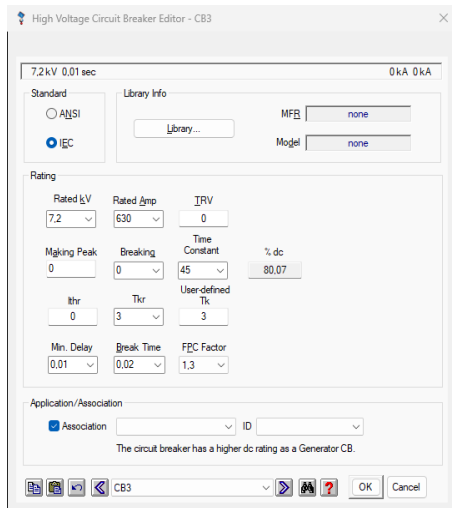 High Voltage Circuit Breaker Editor - CB3
7,2 kV 0,01 sec 0 kA 0 kA
Standard
Library Info
ANSI
IEC
Library...
MFR none
Model none
Rating
Rated kV Rated Amp TRV
7,2 630 0
Making Peak Breaking Time Constant % dc
0 0 45 80,07
Ithr Tkr User-defined Tk
0 3 3
Min. Delay Break Time FPC Factor
0,01 0,02 1,3
Application/Association
Association ID
The circuit breaker has a higher dc rating as a Generator CB.
CB3 ? OK Cancel